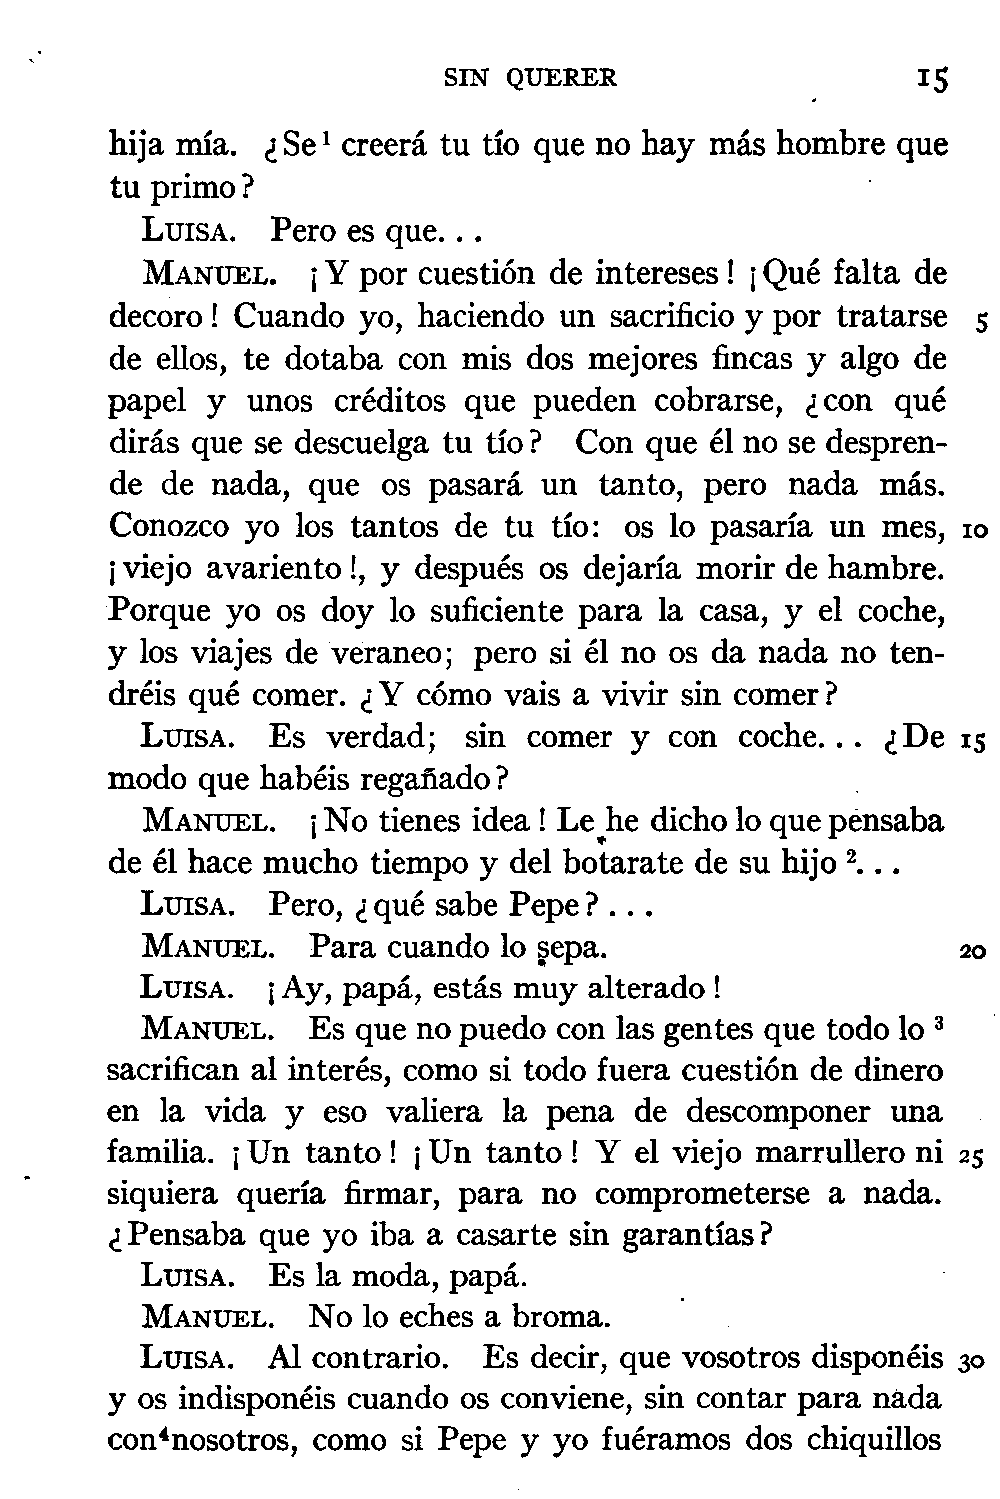 SIN QUERER 15
hija mía. ¿Se¹ creerá tu tío que no hay más hombre que
tu primo?
LUISA. Pero es que. . .
MANUEL. ¡Y por cuestión de intereses! ¡Qué falta de
decoro! Cuando yo, haciendo un sacrificio y por tratarse 5
de ellos, te dotaba con mis dos mejores fincas y algo de
papel y unos créditos que pueden cobrarse, ¿con qué
dirás que se descuelga tu tío? Con que él no se despren-
de de nada, que os pasará un tanto, pero nada más.
Conozco yo los tantos de tu tío: os lo pasaría un mes, 10
¡viejo avariento!, y después os dejaría morir de hambre.
Porque yo os doy lo suficiente para la casa, y el coche,
y los viajes de veraneo; pero si él no os da nada no ten-
dréis qué comer. ¿Y cómo vais a vivir sin comer?
LUISA. Es verdad; sin comer y con coche. . . ¿De 15
modo que habéis regañado?
MANUEL. ¡No tienes idea! Le he dicho lo que pensaba
de él hace mucho tiempo y del botarate de su hijo ². . .
LUISA. Pero, ¿qué sabe Pepe? . . .
MANUEL. Para cuando lo sepa. 20
LUISA. ¡Ay, papá, estás muy alterado!
MANUEL. Es que no puedo con las gentes que todo lo ³
sacrifican al interés, como si todo fuera cuestión de dinero
en la vida y eso valiera la pena de descomponer una
familia. ¡Un tanto! ¡Un tanto! Y el viejo marrullero ni 25
siquiera quería firmar, para no comprometerse a nada.
¿Pensaba que yo iba a casarte sin garantías?
LUISA. Es la moda, papá.
MANUEL. No lo eches a broma.
LUISA. Al contrario. Es decir, que vosotros disponéis 30
y os indisponéis cuando os conviene, sin contar para nada
con⁴nosotros, como si Pepe y yo fuéramos dos chiquillos